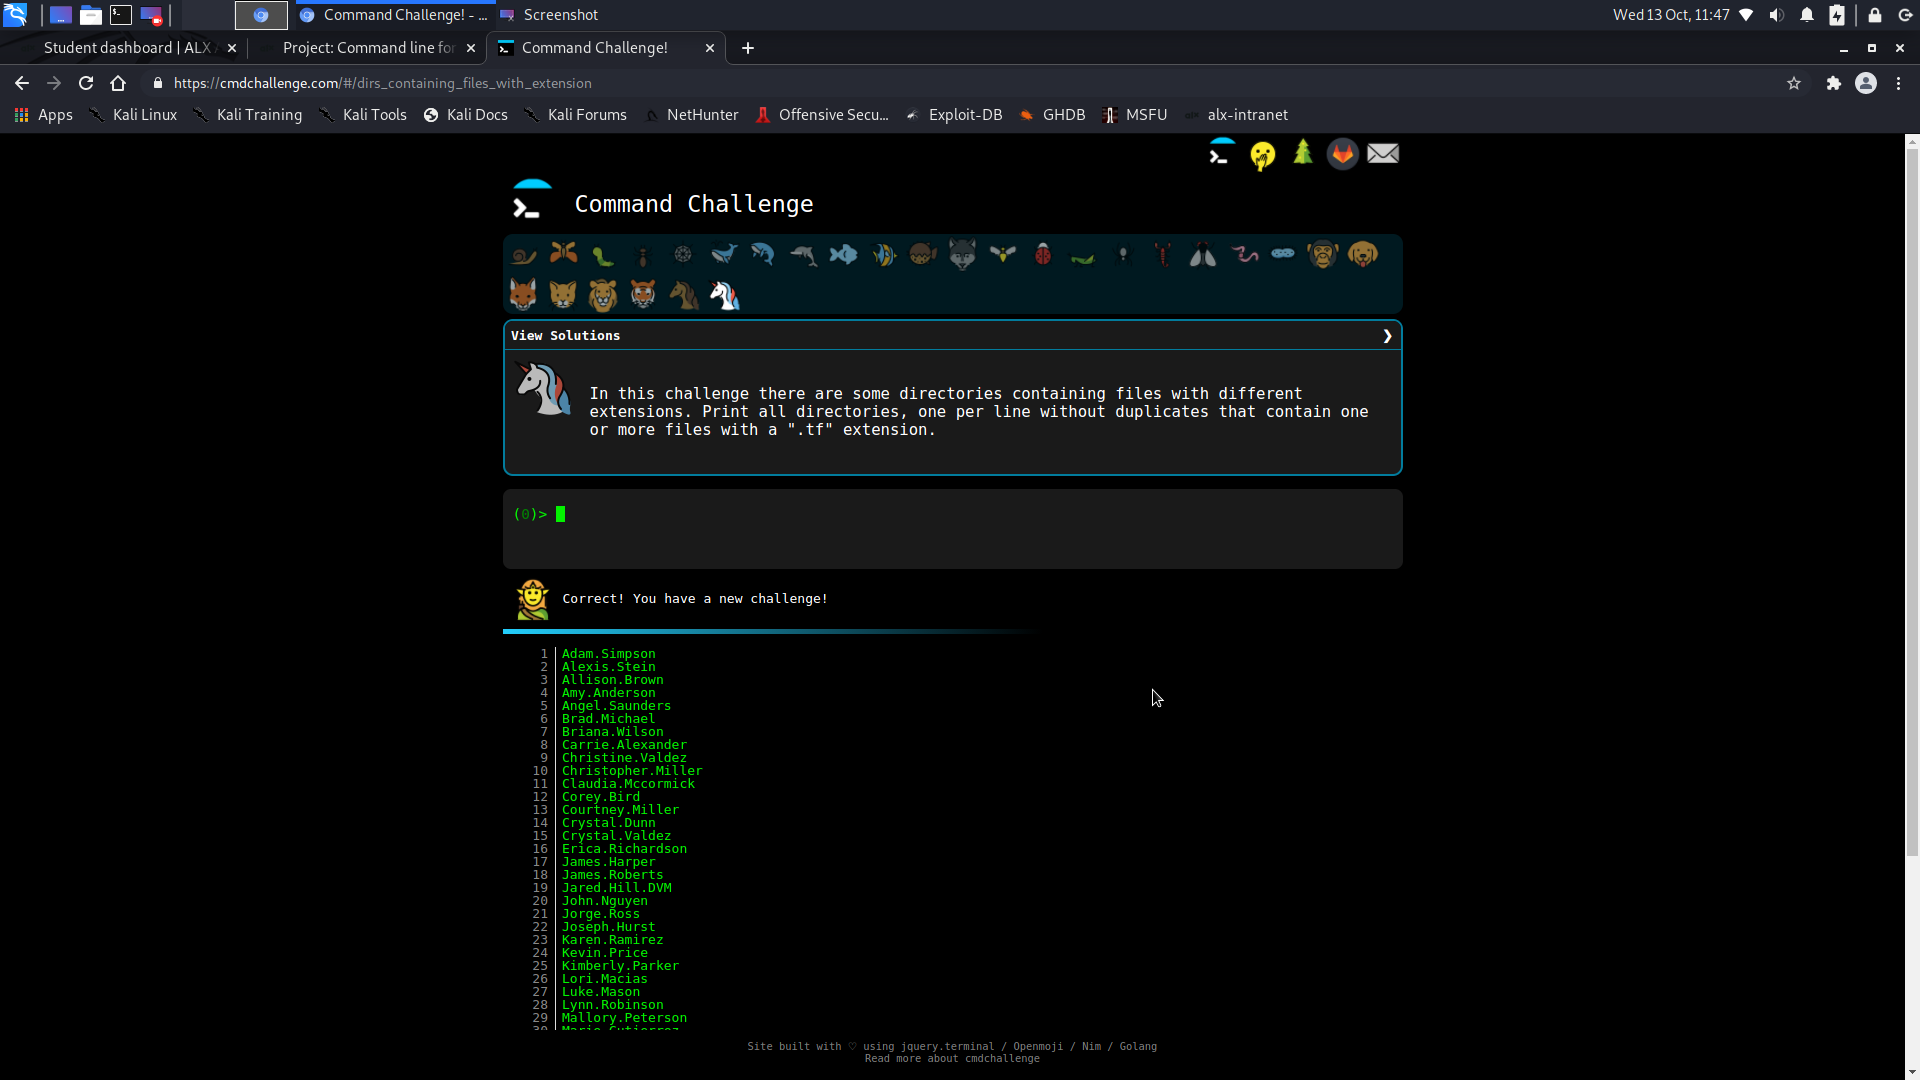 Command Challenge! - ...
Screenshot
Wed 13 Oct, 11:47
Student dashboard | ALX
Project: Command line for
Command Challenge!
https://cmdchallenge.com/#/dirs_containing_files_with_extension
Apps
Kali Linux
Kali Training
Kali Tools
Kali Docs
Kali Forums
NetHunter
Offensive Secu...
Exploit-DB
GHDB
MSFU
alx-intranet
Command Challenge
View Solutions
In this challenge there are some directories containing files with different
extensions. Print all directories, one per line without duplicates that contain one
or more files with a ".tf" extension.
(0)>
Correct! You have a new challenge!
1 Adam.Simpson
2 Alexis.Stein
3 Allison.Brown
4 Amy.Anderson
5 Angel.Saunders
6 Brad.Michael
7 Briana.Wilson
8 Carrie.Alexander
9 Christine.Valdez
10 Christopher.Miller
11 Claudia.Mccormick
12 Corey.Bird
13 Courtney.Miller
14 Crystal.Dunn
15 Crystal.Valdez
16 Erica.Richardson
17 James.Harper
18 James.Roberts
19 Jared.Hill.DVM
20 John.Nguyen
21 Jorge.Ross
22 Joseph.Hurst
23 Karen.Ramirez
24 Kevin.Price
25 Kimberly.Parker
26 Lori.Macias
27 Luke.Mason
28 Lynn.Robinson
29 Mallory.Peterson
30 Marie.Gutierrez
Site built with ♡ using jquery.terminal / Openmoji / Nim / Golang
Read more about cmdchallenge